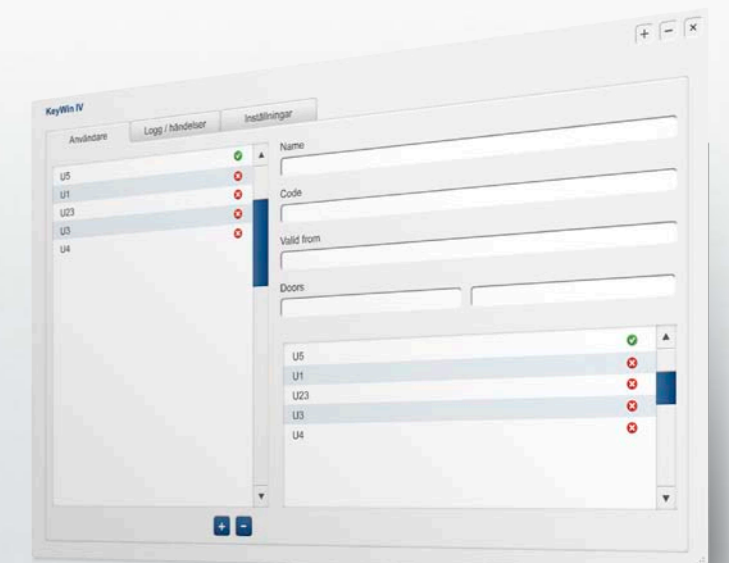 KeyWin IV
Användare
Logg / händelser
Inställningar
U5
U1
U23
U3
U4
Name
Code
Valid from
Doors
U5
U1
U23
U3
U4